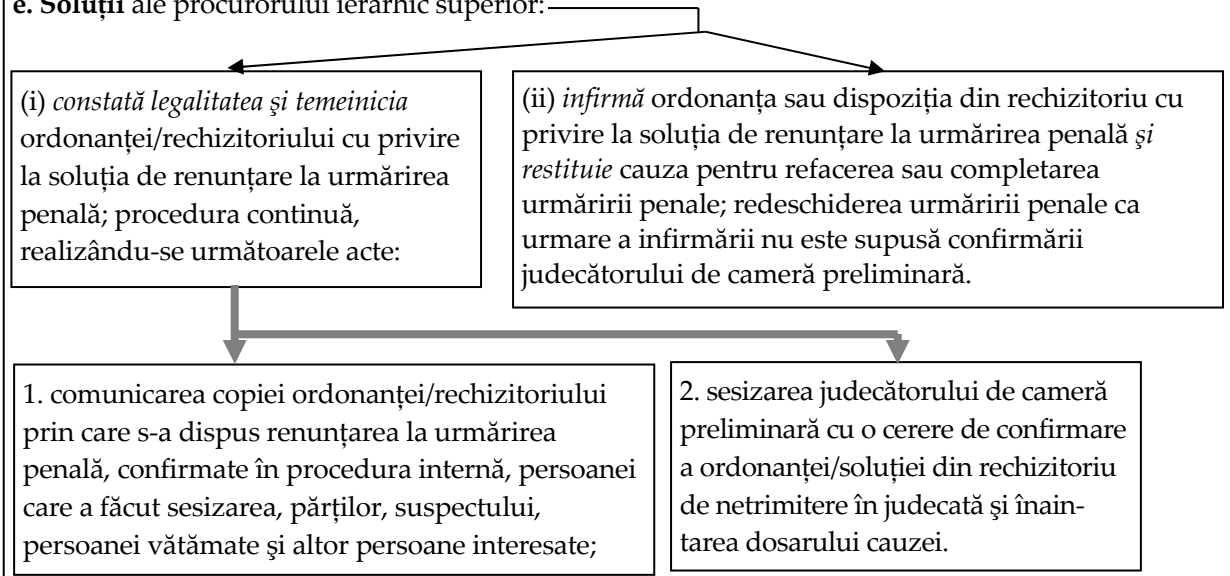 e. Soluții ale procurorului ierarhic superior:
(i) constată legalitatea şi temeinicia
ordonanței/rechizitoriului cu privire
la soluția de renunțare la urmărirea
penală; procedura continuă,
realizându-se următoarele acte:
(ii) infirmă ordonanța sau dispoziția din rechizitoriu cu
privire la soluția de renunțare la urmărirea penală şi
restituie cauza pentru refacerea sau completarea
urmăririi penale; redeschiderea urmăririi penale ca
urmare a infirmării nu este supusă confirmării
judecătorului de cameră preliminară.
1. comunicarea copiei ordonanței/rechizitoriului
prin care s-a dispus renunțarea la urmărirea
penală, confirmate în procedura internă, persoanei
care a făcut sesizarea, părților, suspectului,
persoanei vătămate şi altor persoane interesate;
2. sesizarea judecătorului de cameră
preliminară cu o cerere de confirmare
a ordonanței/soluției din rechizitoriu
de netrimitere în judecată şi înain-
tarea dosarului cauzei.